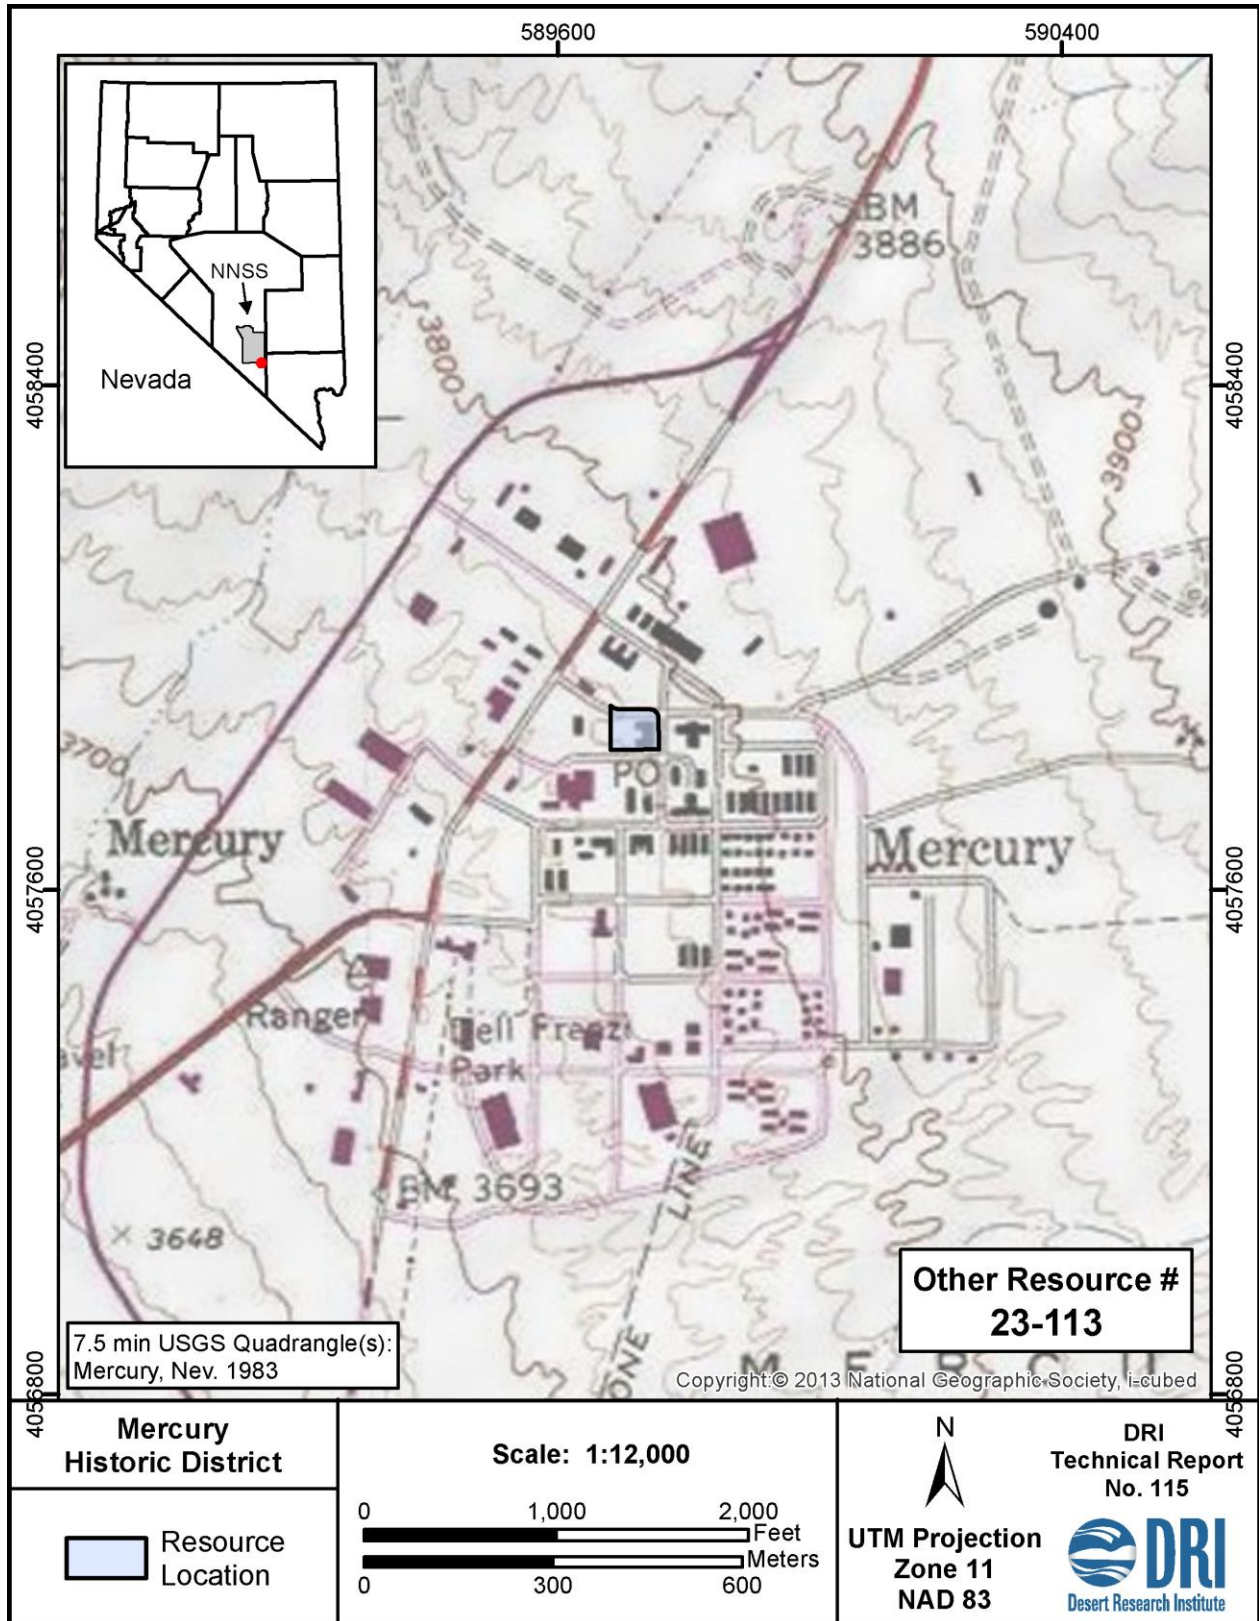 589600
590400
NNSS
Nevada
BM
3886
3800
4058400
4058400
3900
3700
PO
Mercury
Mercury
4057600
4057600
Ranger
Park
BM 3693
LINE
3648
Other Resource #
23-113
7.5 min USGS Quadrangle(s):
Mercury, Nev. 1983
Copyright:© 2013 National Geographic Society, i-cubed
4056800
4056800
Mercury
Historic District
Resource
Location
Scale: 1:12,000
0 1,000 2,000
Feet
Meters
0 300 600
N
UTM Projection
Zone 11
NAD 83
DRI
Technical Report
No. 115
DRI
Desert Research Institute